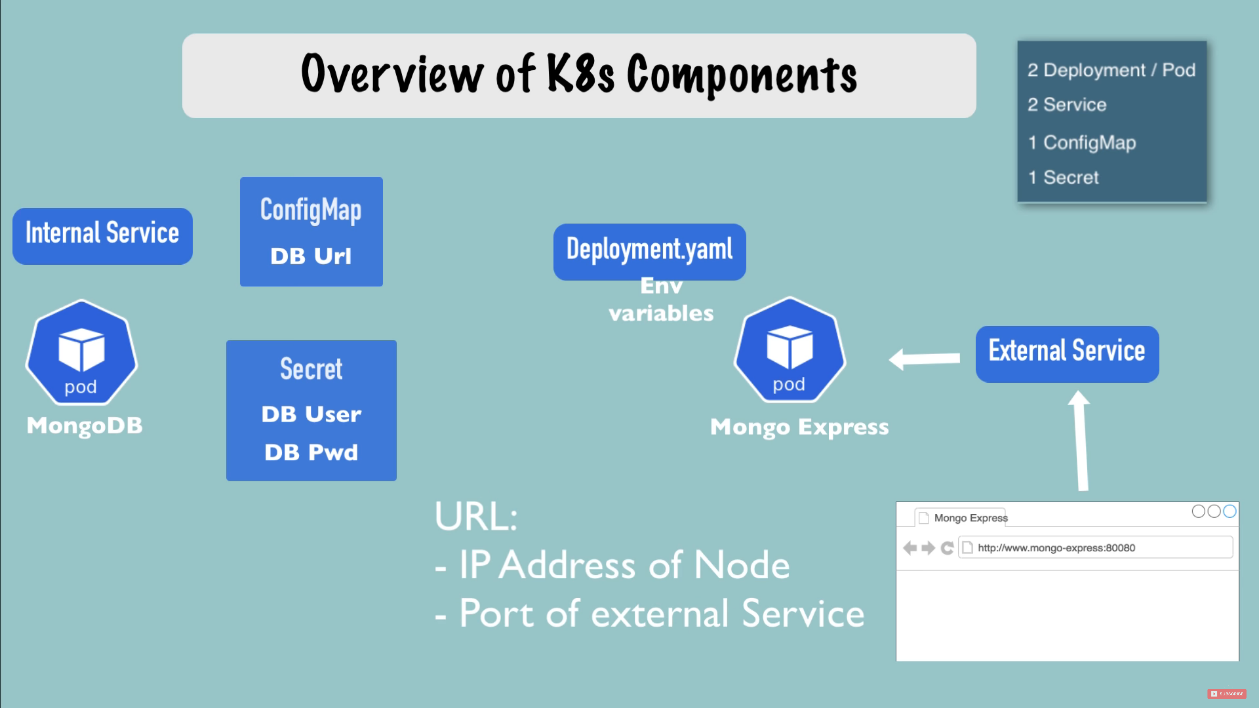 Overview of K8s Components
2 Deployment / Pod
2 Service
1 ConfigMap
1 Secret
Internal Service
ConfigMap
DB Url
Deployment.yaml
Env
variables
pod
MongoDB
Secret
DB User
DB Pwd
pod
Mongo Express
External Service
URL:
- IP Address of Node
- Port of external Service
Mongo Express
http://www.mongo-express:80080
SUBSCRIBE